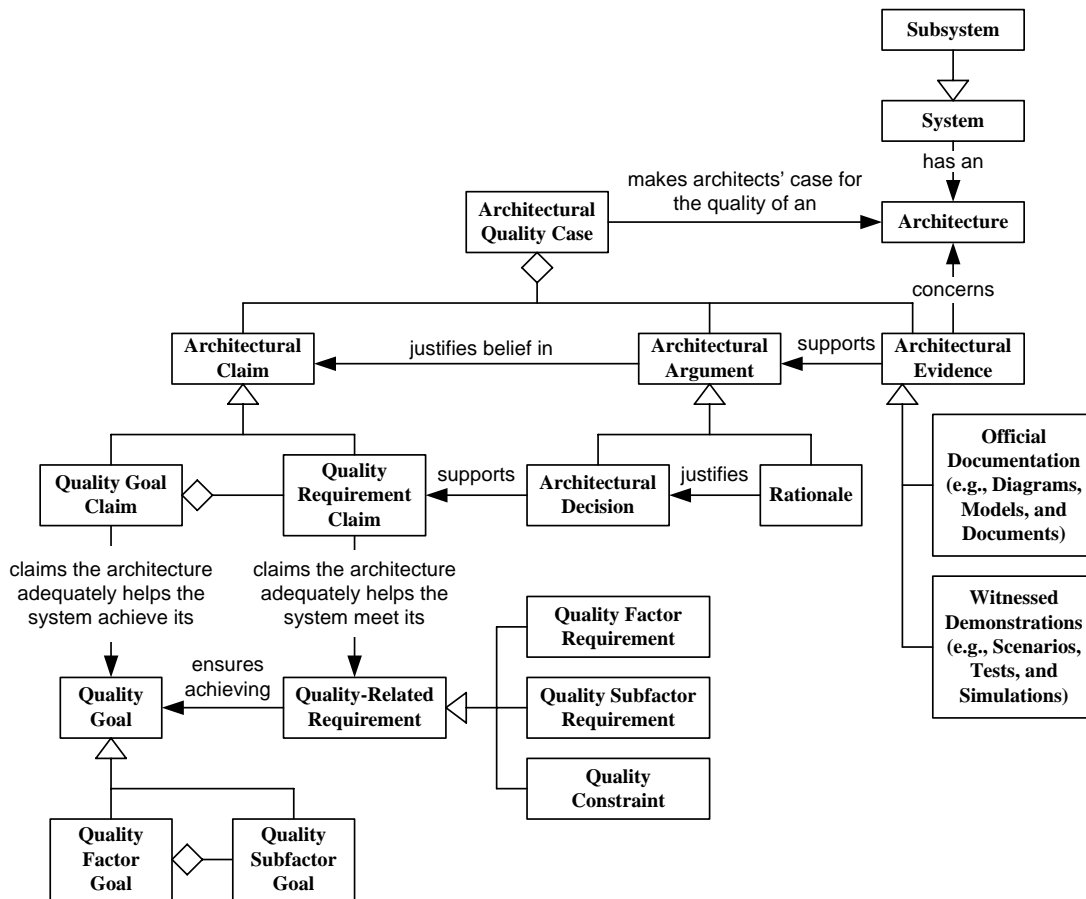 Subsystem
System
has an
makes architects’ case for
the quality of an
Architectural
Quality Case
Architecture
concerns
Architectural
Claim
justifies belief in
Architectural
Argument
supports
Architectural
Evidence
Official
Documentation
(e.g., Diagrams,
Models, and
Documents)
Quality Goal
Claim
Quality
Requirement
Claim
supports
Architectural
Decision
justifies
Rationale
claims the architecture
adequately helps the
system achieve its
claims the architecture
adequately helps the
system meet its
Witnessed
Demonstrations
(e.g., Scenarios,
Tests, and
Simulations)
Quality Factor
Requirement
Quality
Goal
ensures
achieving
Quality-Related
Requirement
Quality Subfactor
Requirement
Quality
Constraint
Quality
Factor
Goal
Quality
Subfactor
Goal